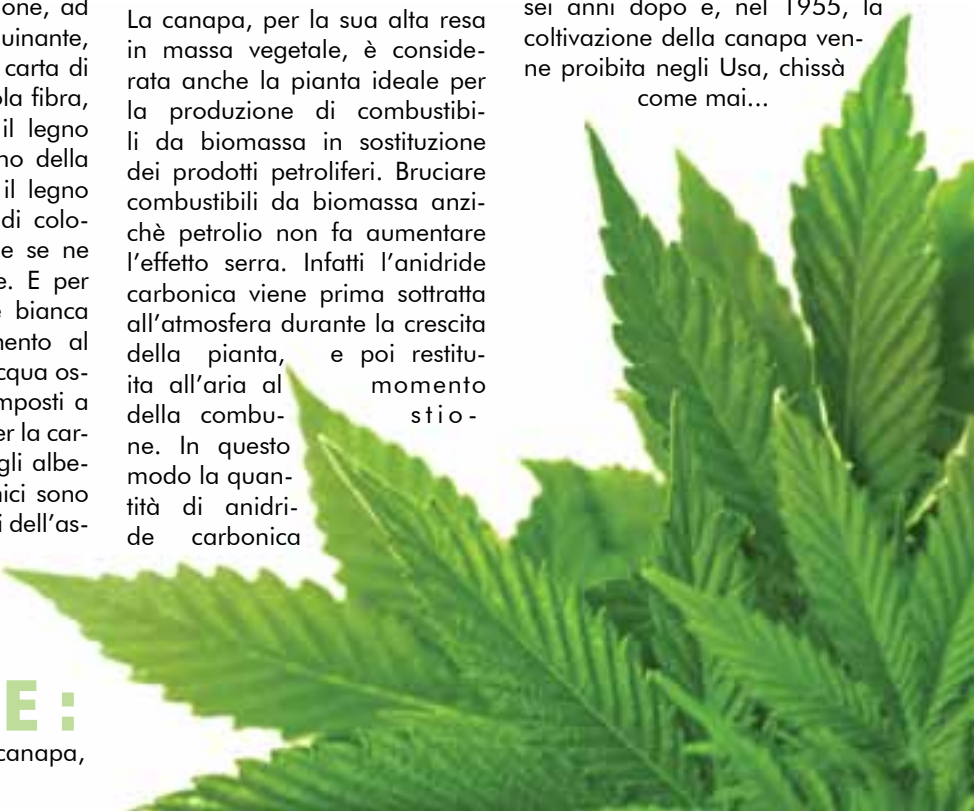 one, ad
uinante,
carta di
la fibra,
il legno
no della
il legno
di colo-
e se ne
e. E per
bianca
ento al
cqua os-
mposti a
er la car-
gli albe-
nici sono
i dell'as-
E:
canapa,
La canapa, per la sua alta resa
in massa vegetale, è conside-
rata anche la pianta ideale per
la produzione di combustibi-
li da biomassa in sostituzione
dei prodotti petroliferi. Bruciare
combustibili da biomassa anzi-
chè petrolio non fa aumentare
l'effetto serra. Infatti l'anidride
carbonica viene prima sottratta
all'atmosfera durante la crescita
della pianta, e poi restitu-
ita all'aria al momento
della combu- stio-
ne. In questo
modo la quan-
tità di anidri-
de carbonica
sei anni dopo e, nel 1955, la
coltivazione della canapa ven-
ne proibita negli Usa, chissà
come mai...